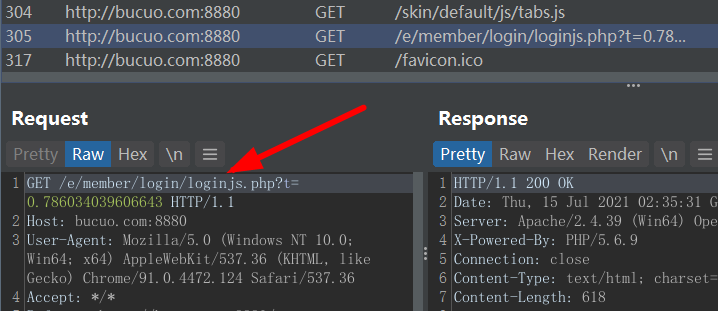 304 http://bucuo.com:8880 GET /skin/default/js/tabs.js
305 http://bucuo.com:8880 GET /e/member/login/loginjs.php?t=0.78...
317 http://bucuo.com:8880 GET /favicon.ico
Request
Pretty Raw Hex \n
1 GET /e/member/login/loginjs.php?t=
0.786034039606643 HTTP/1.1
2 Host: bucuo.com:8880
3 User-Agent: Mozilla/5.0 (Windows NT 10.0;
Win64; x64) AppleWebKit/537.36 (KHTML, like
Gecko) Chrome/91.0.4472.124 Safari/537.36
4 Accept: */*
Response
Pretty Raw Hex Render \n
1 HTTP/1.1 200 OK
2 Date: Thu, 15 Jul 2021 02:35:31 G
3 Server: Apache/2.4.39 (Win64) Ope
4 X-Powered-By: PHP/5.6.9
5 Connection: close
6 Content-Type: text/html; charset=
7 Content-Length: 618